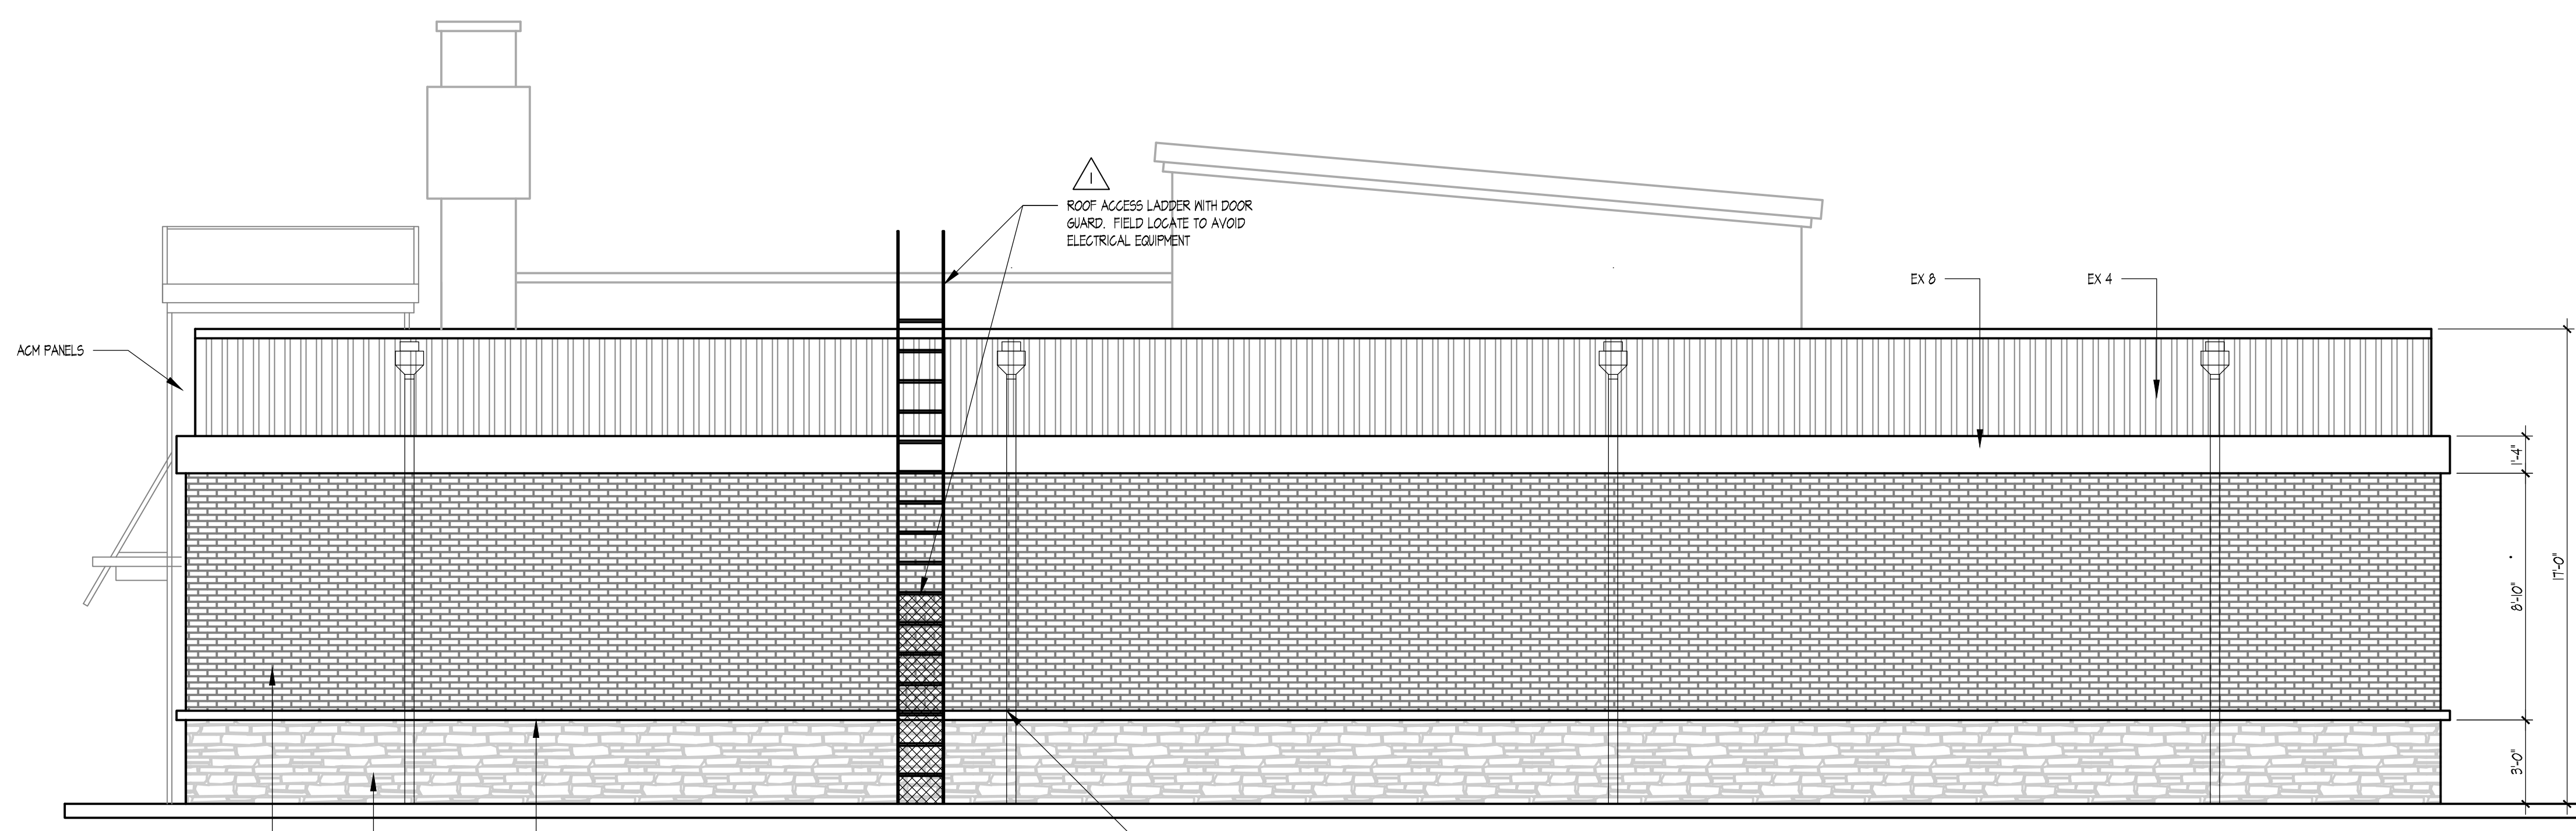 1
ROOF ACCESS LADDER WITH DOOR
GUARD. FIELD LOCATE TO AVOID
ELECTRICAL EQUIPMENT
EX 8
EX 4
ACM PANELS
1'-4"
8'-10"
17'-0"
3'-0"